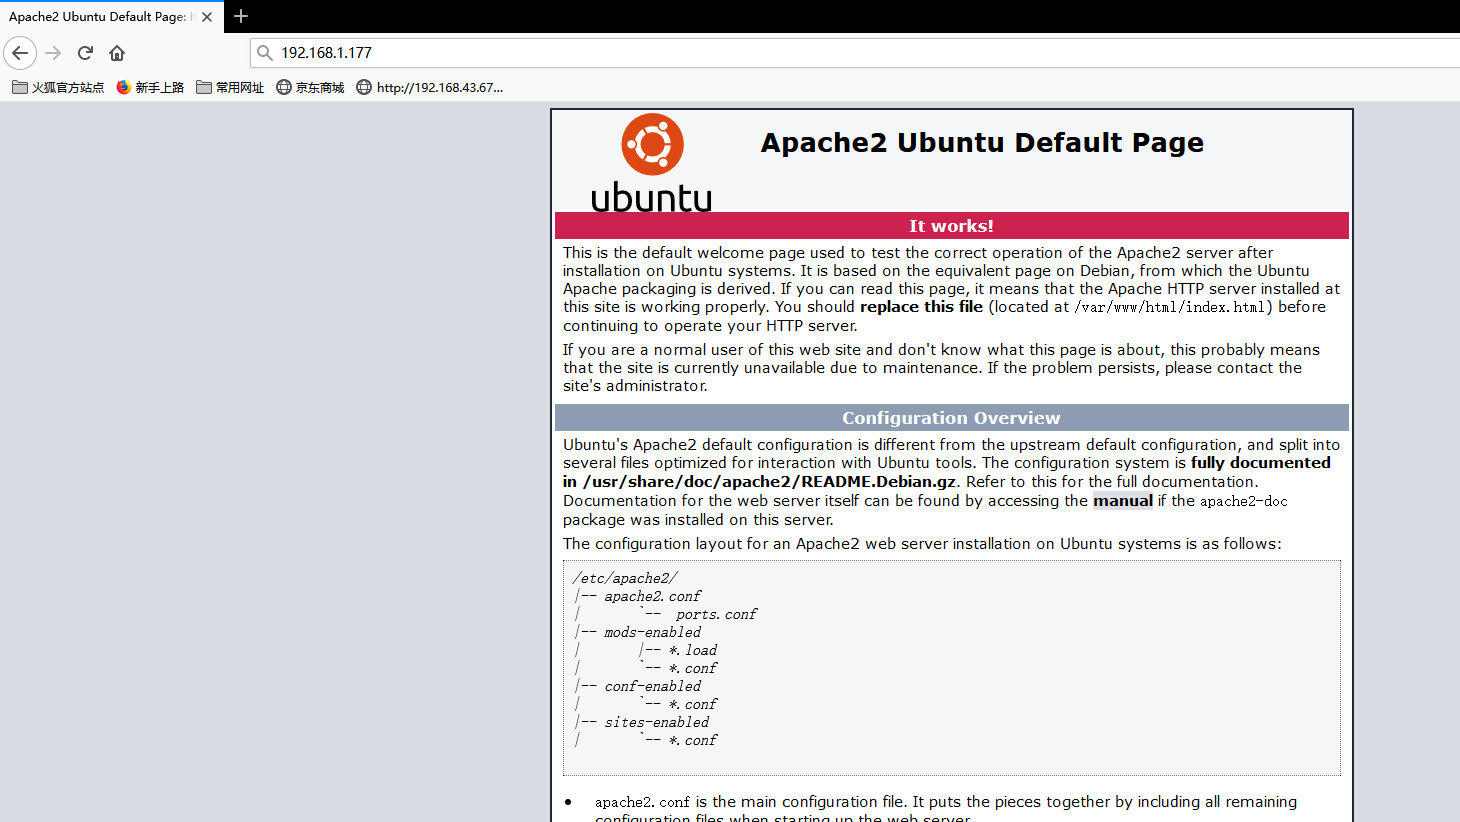 Apache2 Ubuntu Default Page:
192.168.1.177
火狐官方站点 新手上路 常用网址 京东商城 http://192.168.43.67...
ubuntu
Apache2 Ubuntu Default Page
It works!
This is the default welcome page used to test the correct operation of the Apache2 server after
installation on Ubuntu systems. It is based on the equivalent page on Debian, from which the Ubuntu
Apache packaging is derived. If you can read this page, it means that the Apache HTTP server installed at
this site is working properly. You should replace this file (located at /var/www/html/index.html) before
continuing to operate your HTTP server.
If you are a normal user of this web site and don't know what this page is about, this probably means
that the site is currently unavailable due to maintenance. If the problem persists, please contact the
site's administrator.
Configuration Overview
Ubuntu's Apache2 default configuration is different from the upstream default configuration, and split into
several files optimized for interaction with Ubuntu tools. The configuration system is fully documented
in /usr/share/doc/apache2/README.Debian.gz. Refer to this for the full documentation.
Documentation for the web server itself can be found by accessing the manual if the apache2-doc
package was installed on this server.
The configuration layout for an Apache2 web server installation on Ubuntu systems is as follows:
/etc/apache2/
|-- apache2.conf
|       `--  ports.conf
|-- mods-enabled
|       |-- *.load
|       `-- *.conf
|-- conf-enabled
|       `-- *.conf
|-- sites-enabled
|       `-- *.conf
• apache2.conf is the main configuration file. It puts the pieces together by including all remaining
configuration files when starting up the web server.